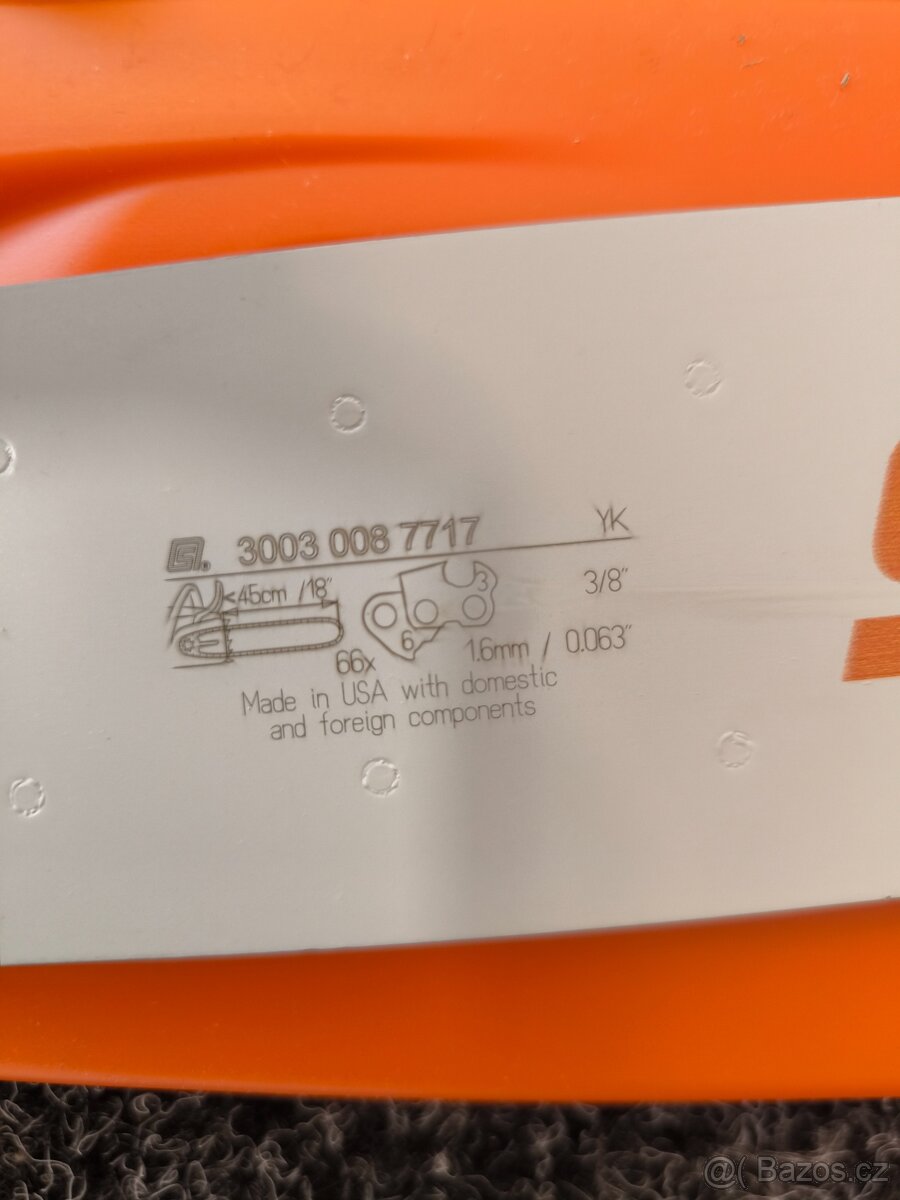 3003 008 7717 YK
45cm /18" 3 3/8"
6 1.6mm / 0.063"
66x
Made in USA with domestic
and foreign components
@( Bazos.cz